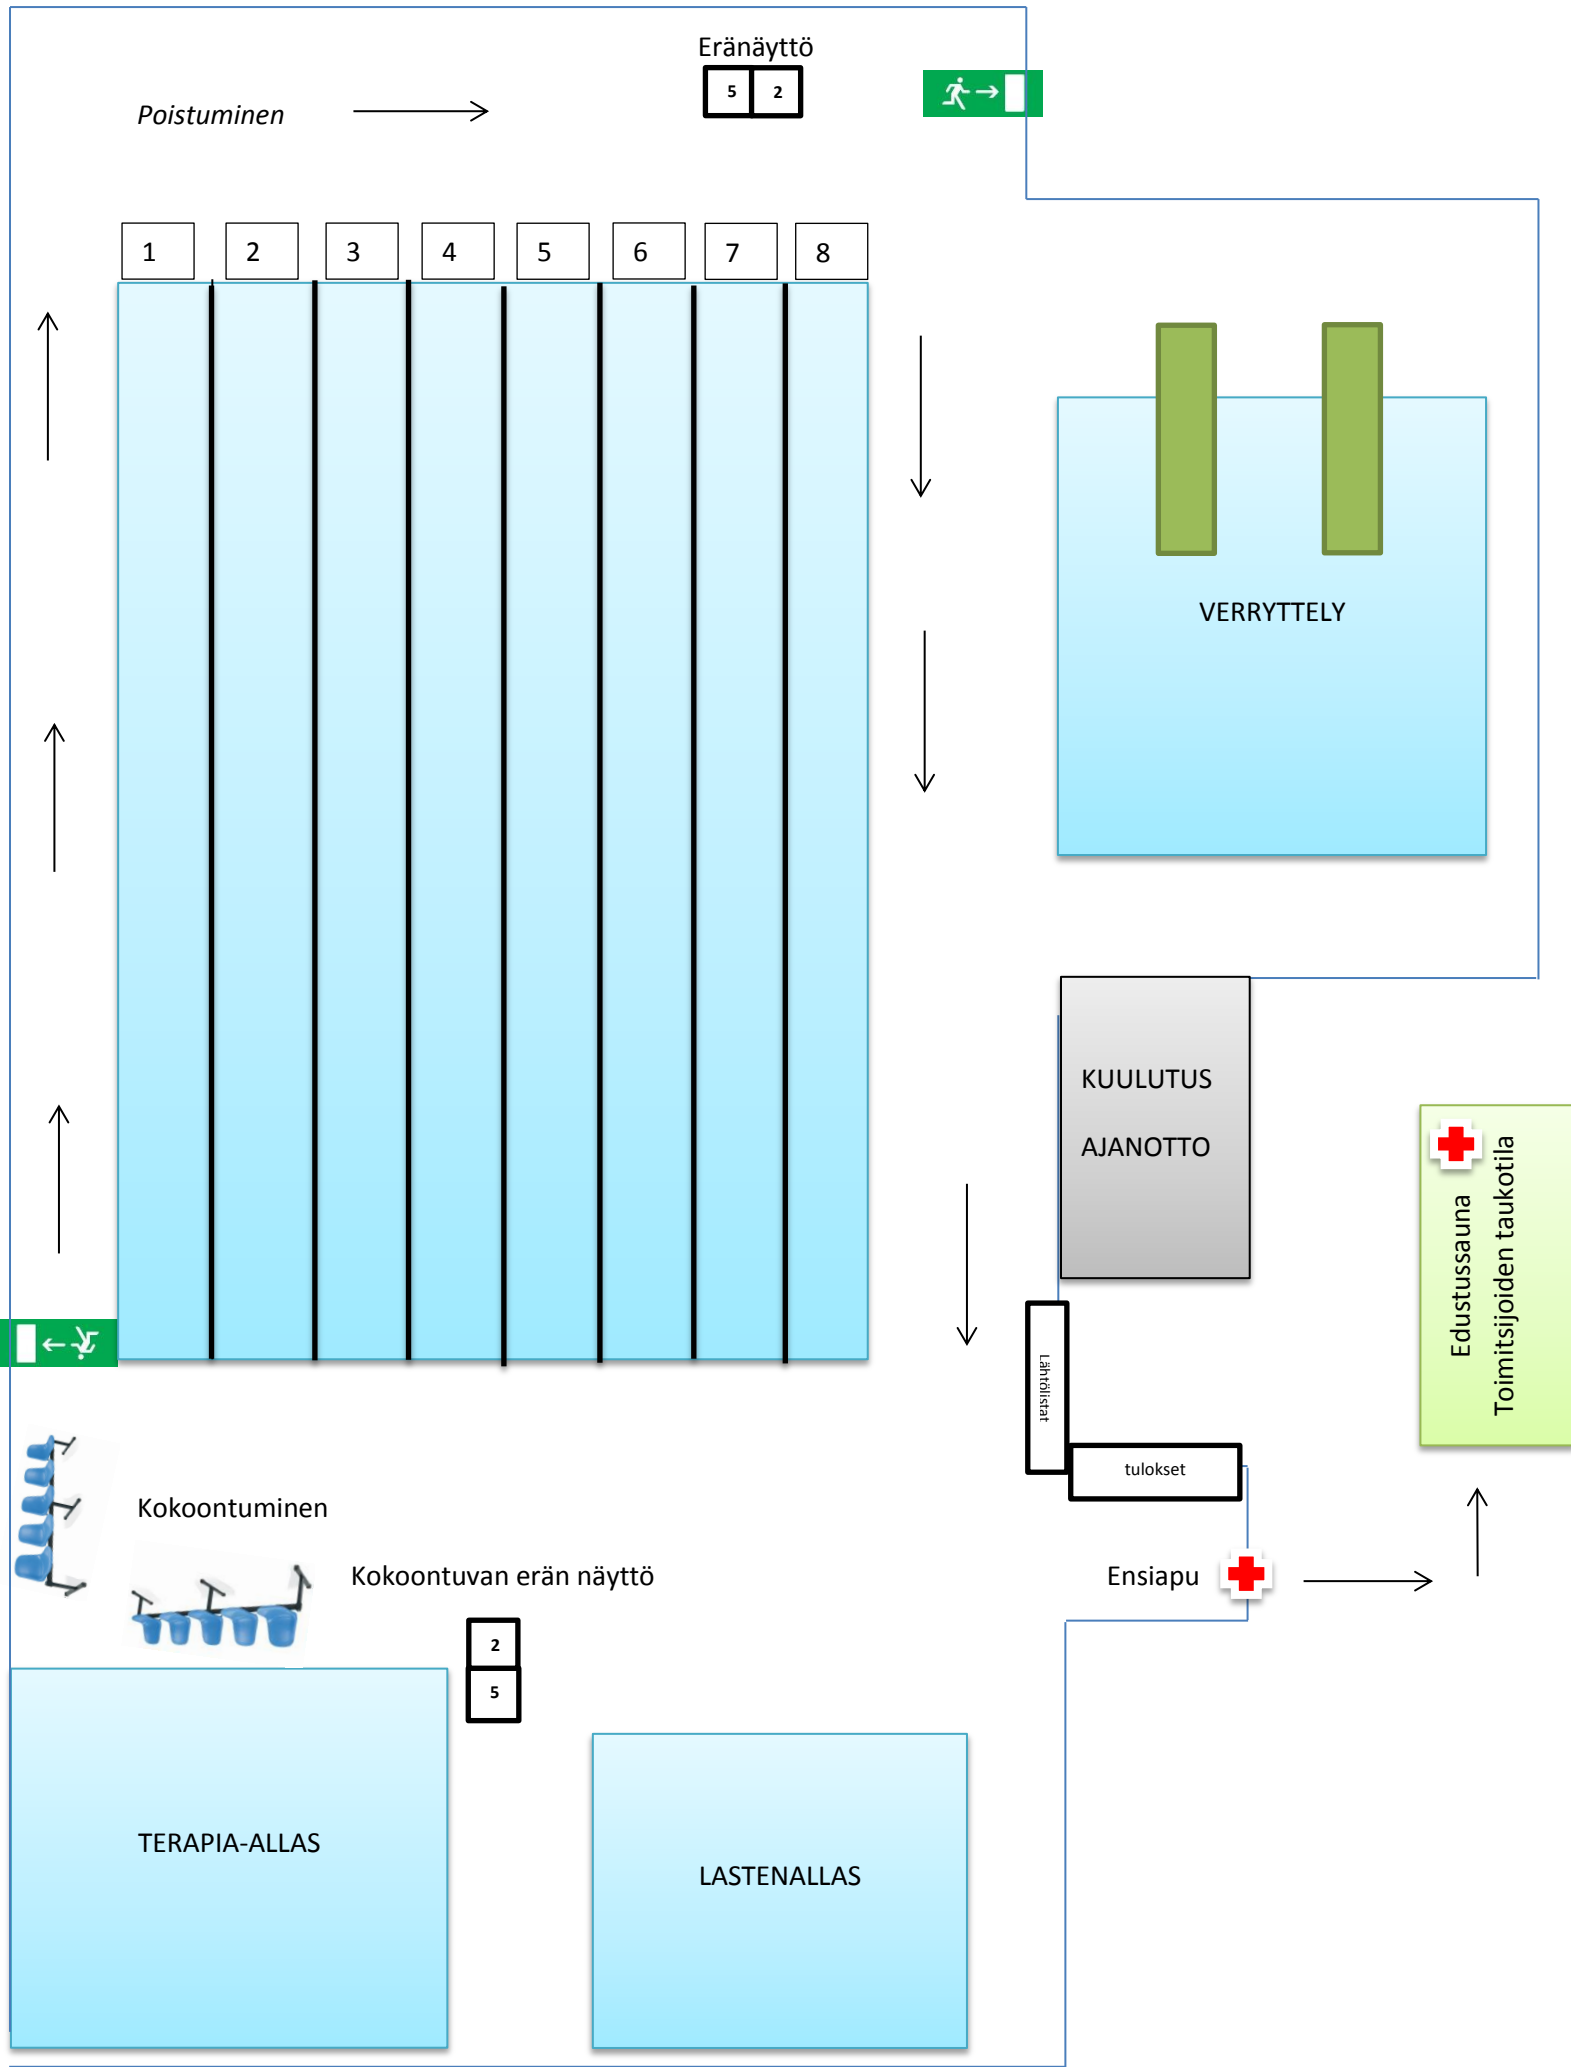 Eränäyttö
5 2
Poistuminen
1 2 3 4 5 6 7 8
VERRYTTELY
KUULUTUS
AJANOTTO
Edustussauna
Toimitsijoiden taukotila
Lähtölistat
tulokset
Kokoontuminen
Kokoontuvan erän näyttö
Ensiapu
2
5
TERAPIA-ALLAS
LASTENALLAS